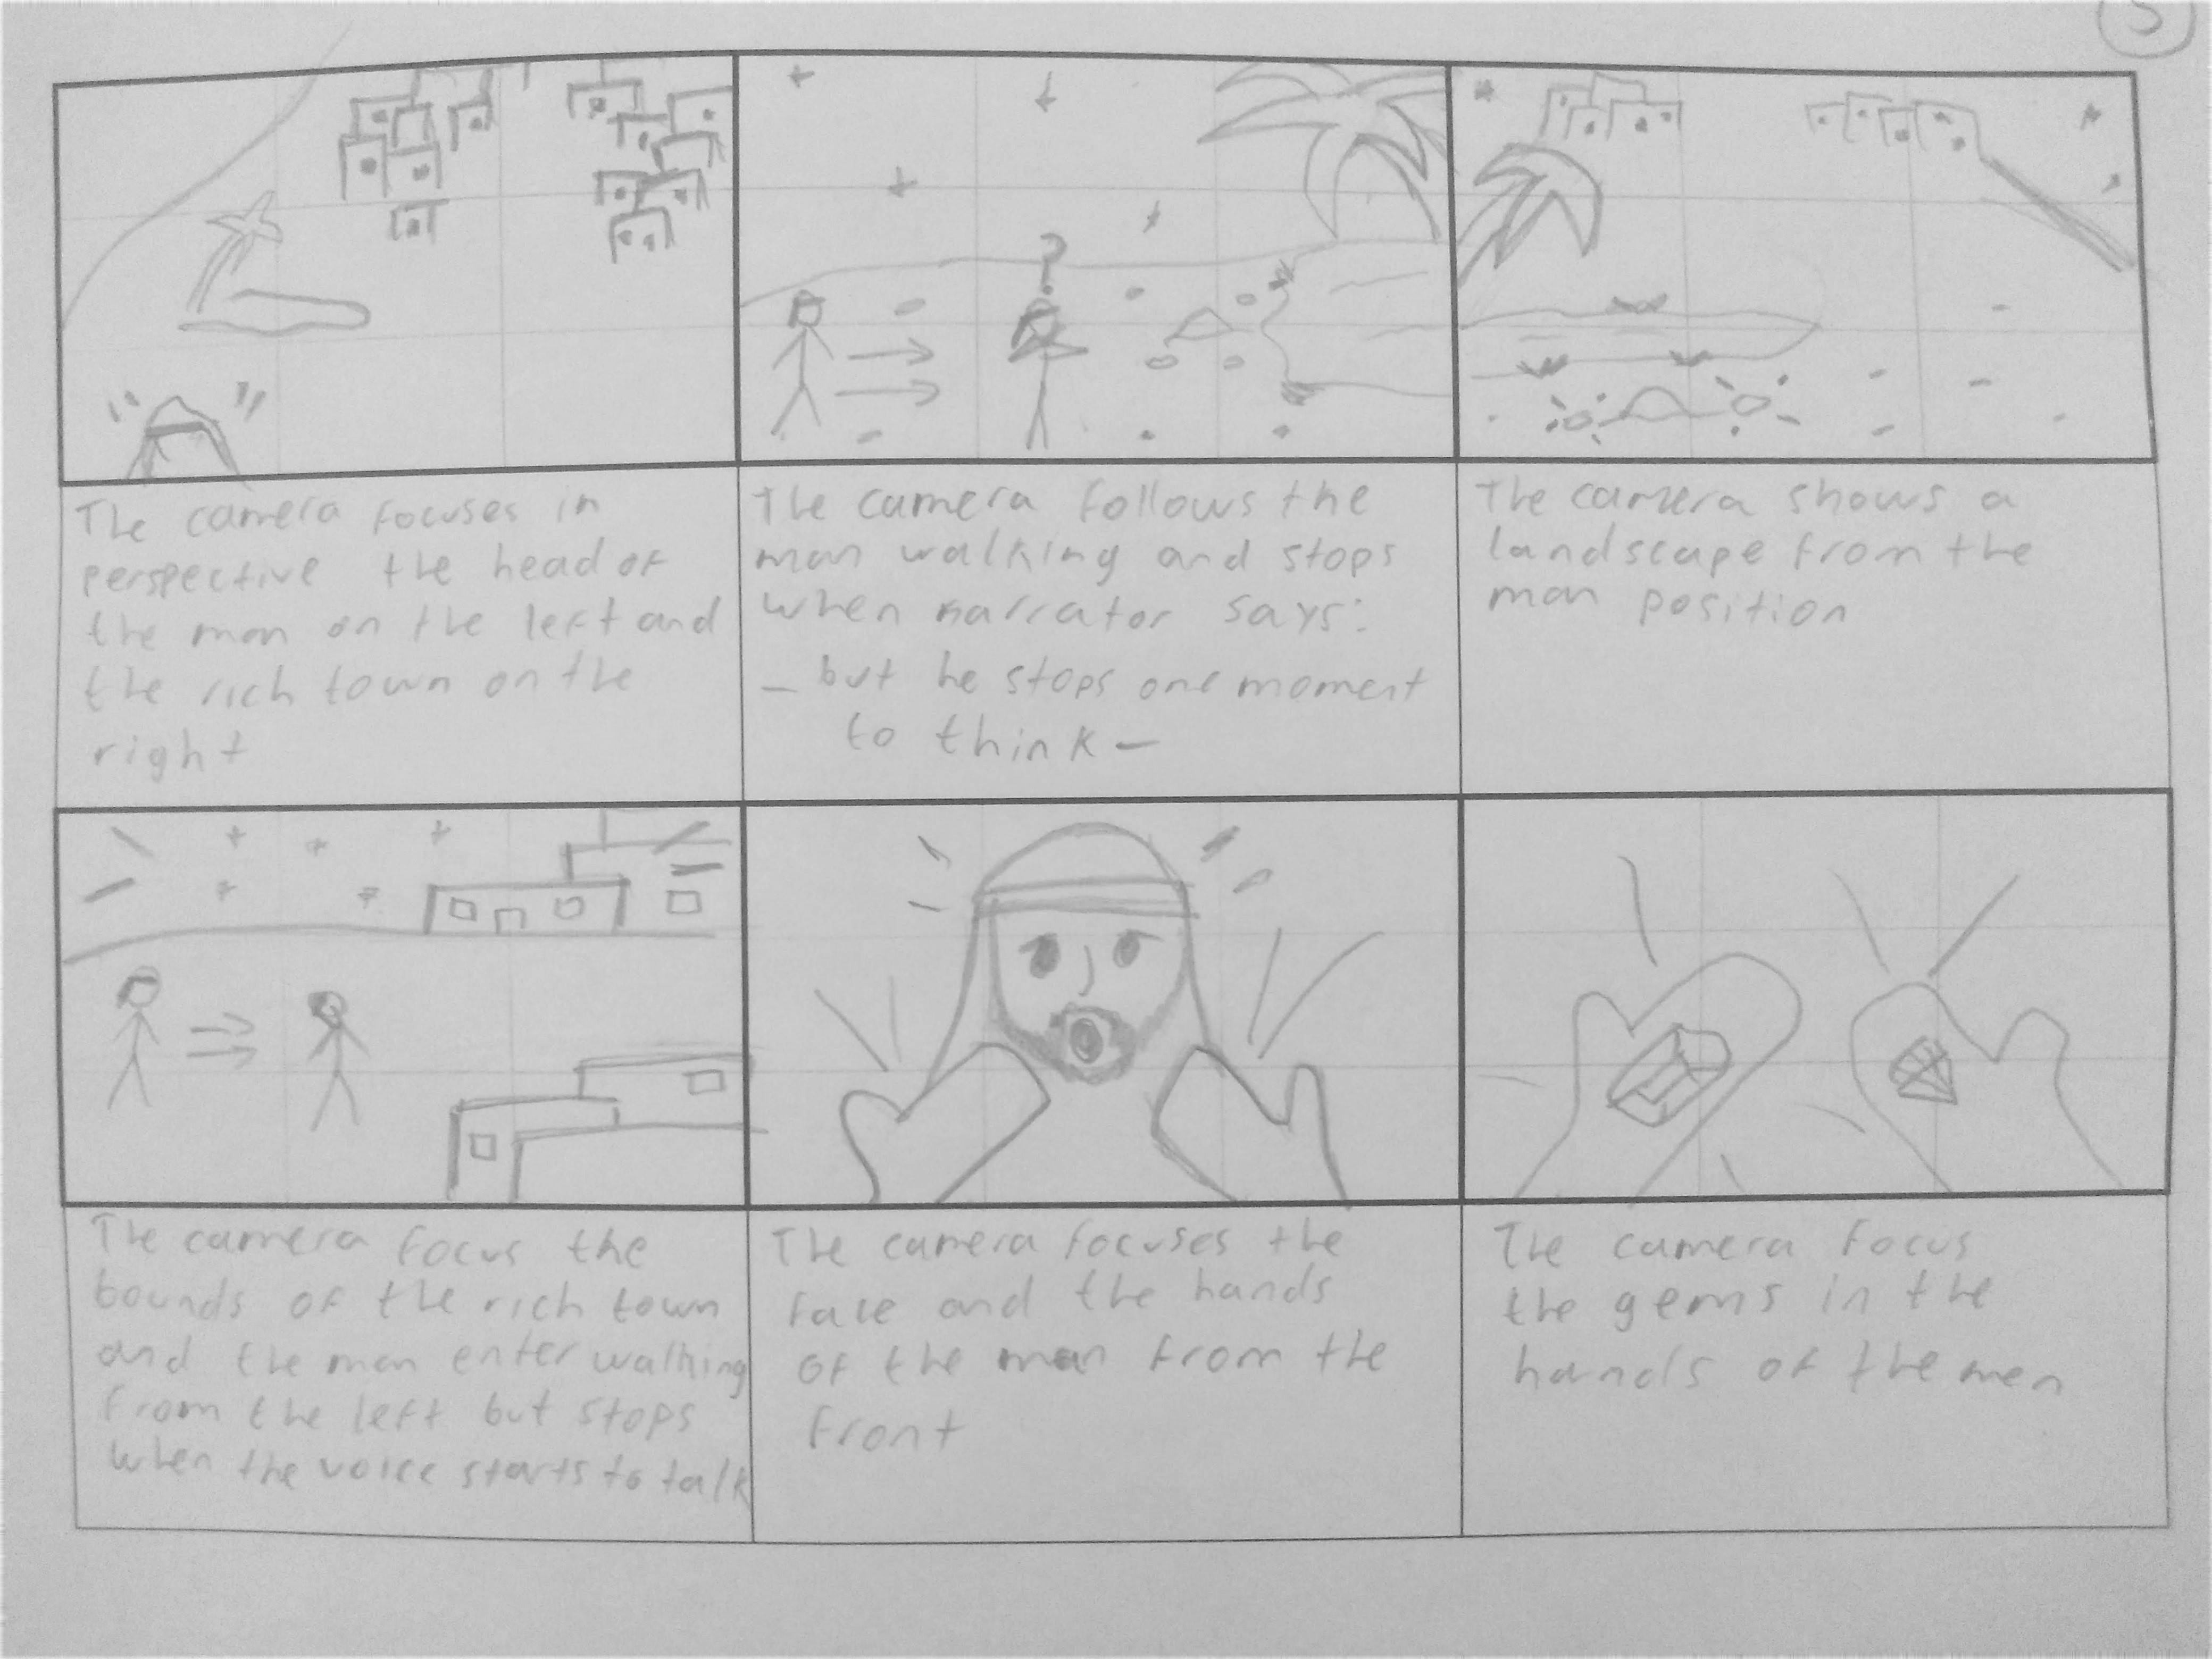 5
?
The camera focuses in
perspective the head of
the man on the left and
the rich town on the
right
The camera follows the
man walking and stops
when narrator says:
- but he stops one moment
to think -
The camera shows a
landscape from the
man position
The camera focus the
bounds of the rich town
and the man enter walking
from the left but stops
when the voice starts to talk
The camera focuses the
face and the hands
of the man from the
front
The camera focus
the gems in the
hands of the men